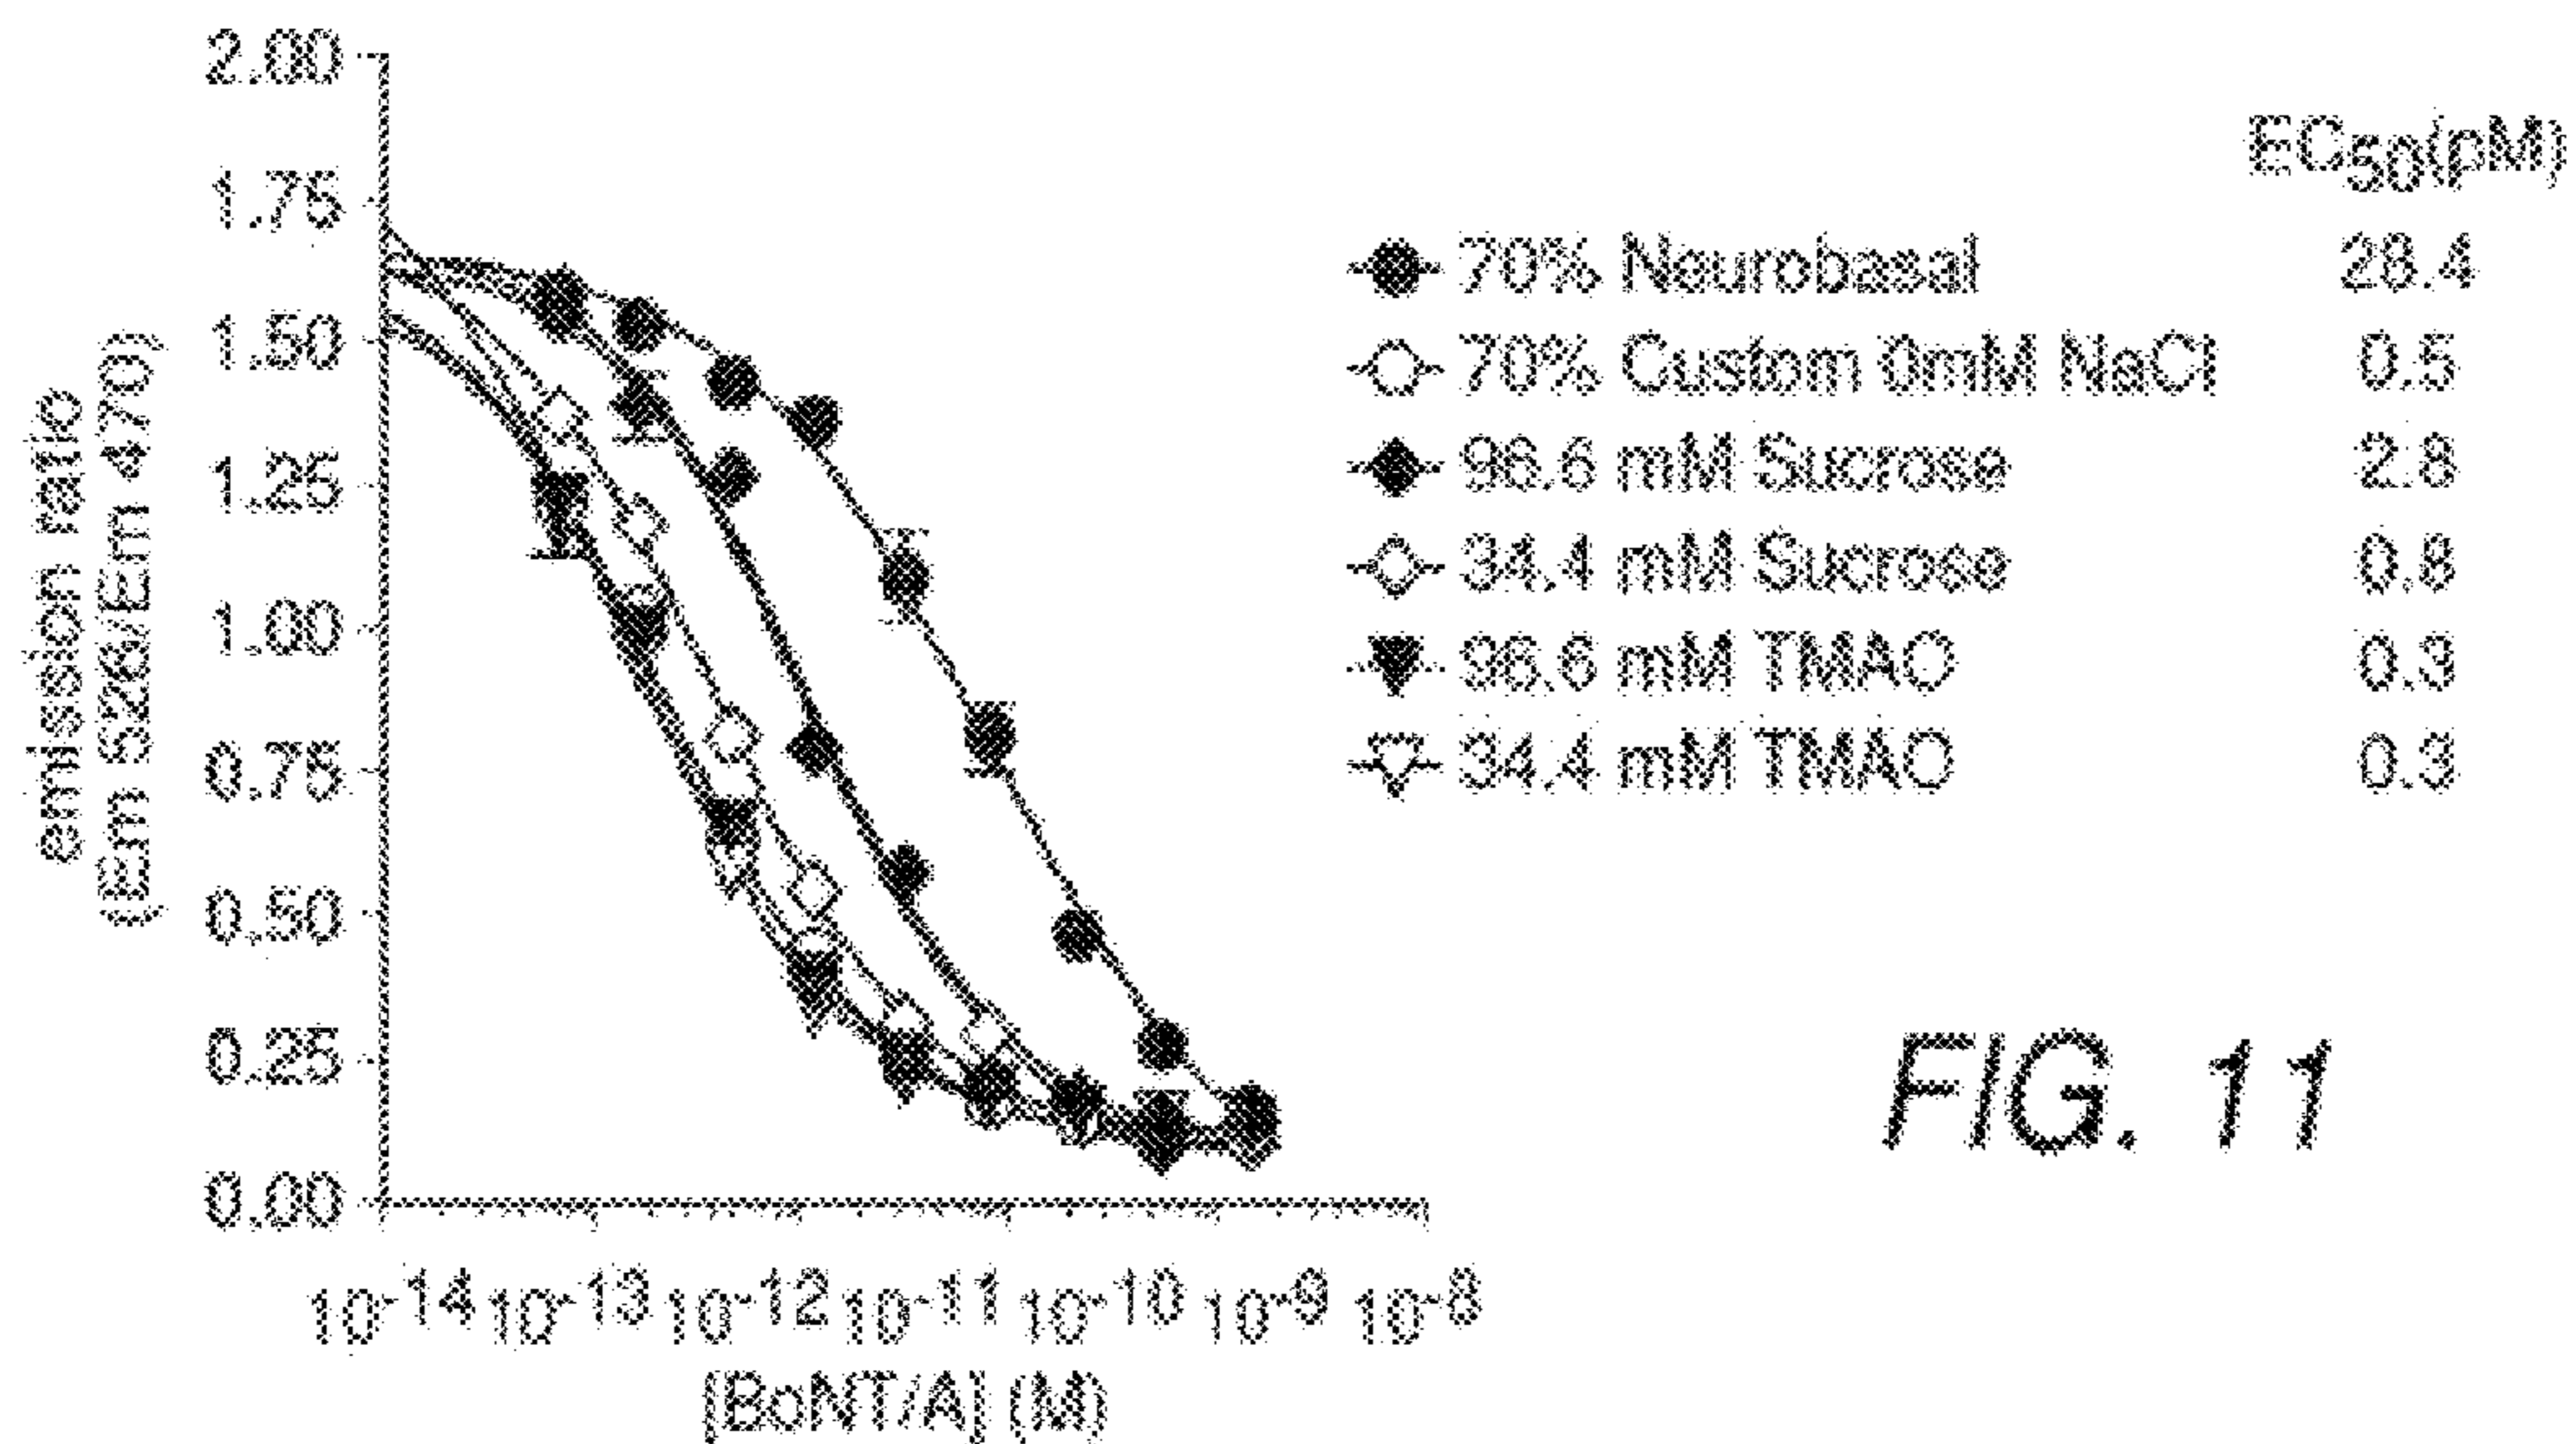 2.00
1.75
1.50
1.25
1.00
0.75
0.50
0.25
0.00
emission ratio
(Em 526/Em 470)
10-14 10-13 10-12 10-11 10-10 10-9 10-8
[BoNT/A] (M)
EC50(pM)
70% Neurobasal 28.4
70% Custom 0mM NaCl 0.5
96.6 mM Sucrose 2.8
34.4 mM Sucrose 0.8
96.6 mM TMAO 0.3
34.4 mM TMAO 0.3
FIG. 11